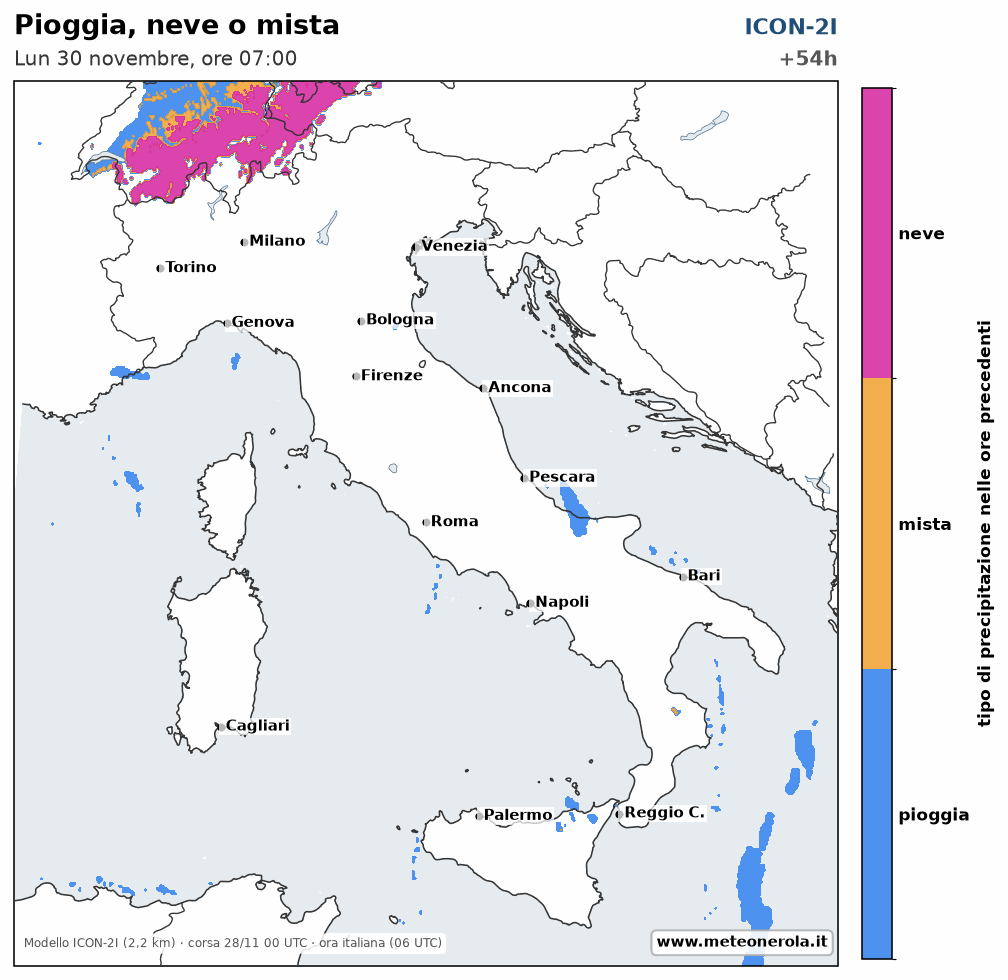 Pioggia, neve o mista
ICON-2I
Lun 30 novembre, ore 07:00
+54h
neve
mista
pioggia
tipo di precipitazione nelle ore precedenti
Milano
Venezia
Torino
Genova
Bologna
Firenze
Ancona
Pescara
Roma
Bari
Napoli
Cagliari
Palermo
Reggio C.
Modello ICON-2I (2,2 km) · corsa 28/11 00 UTC · ora italiana (06 UTC)
www.meteonerola.it